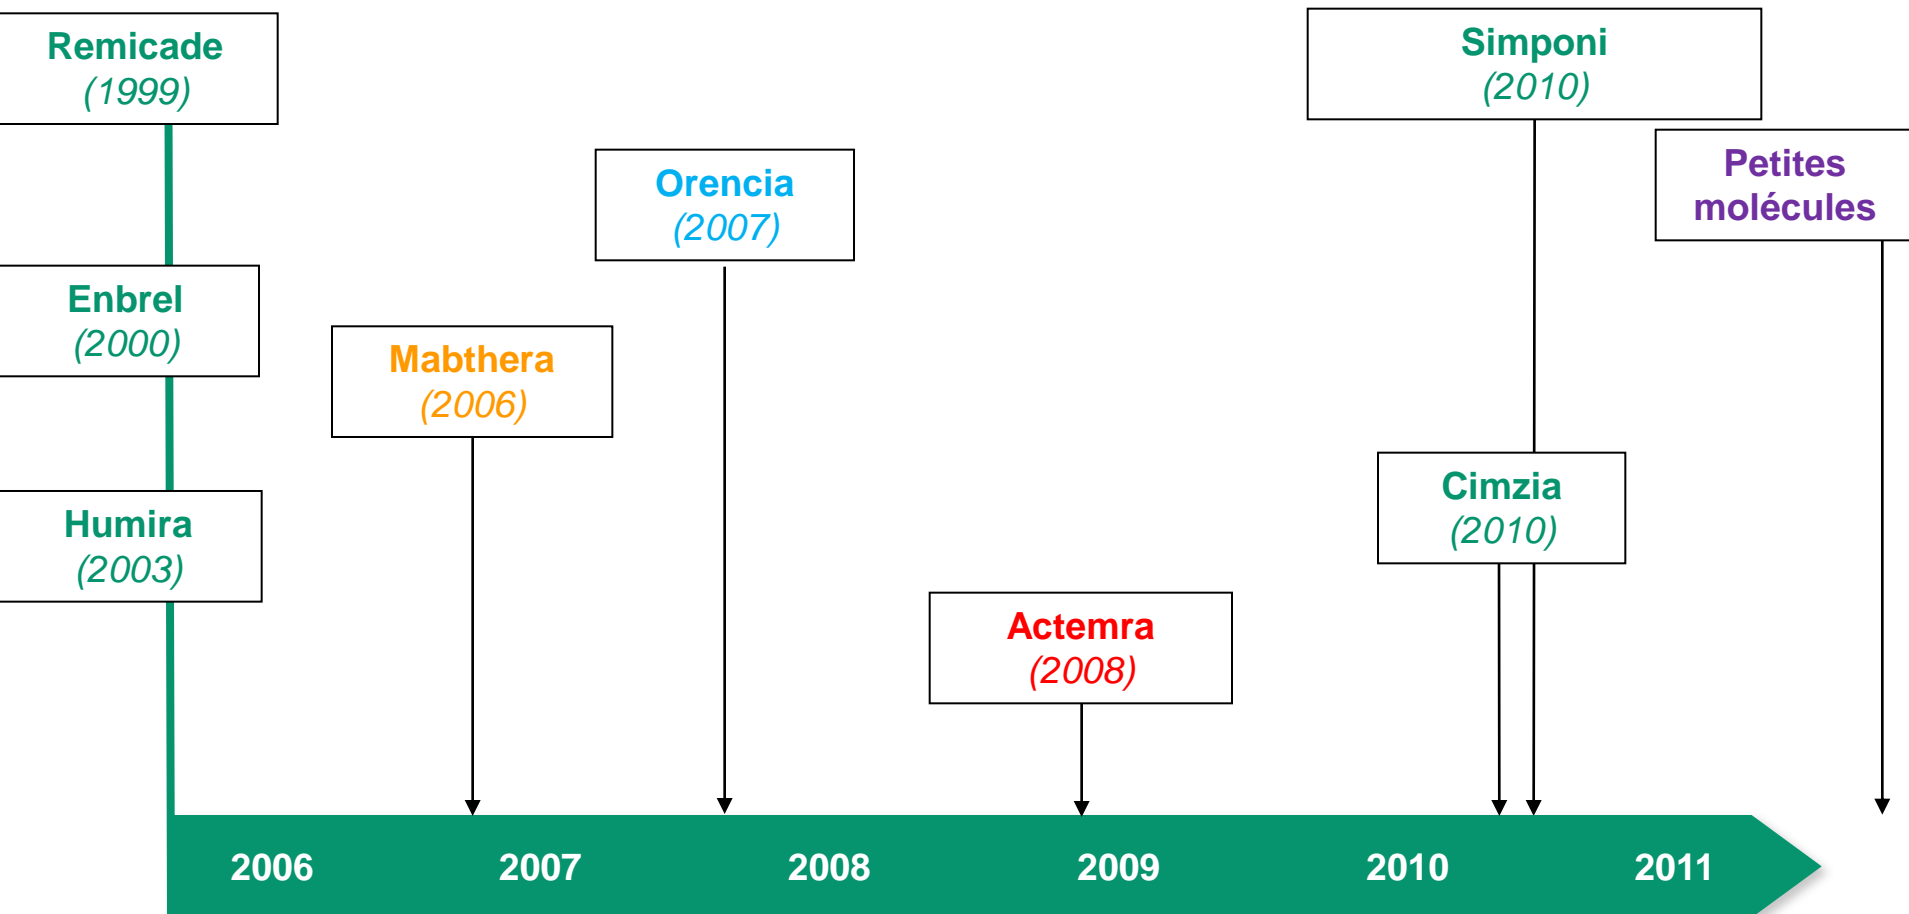 Remicade
(1999)
Simponi
(2010)
Petites
molécules
Orencia
(2007)
Enbrel
(2000)
Mabthera
(2006)
Cimzia
(2010)
Humira
(2003)
Actemra
(2008)
2006 2007 2008 2009 2010 2011